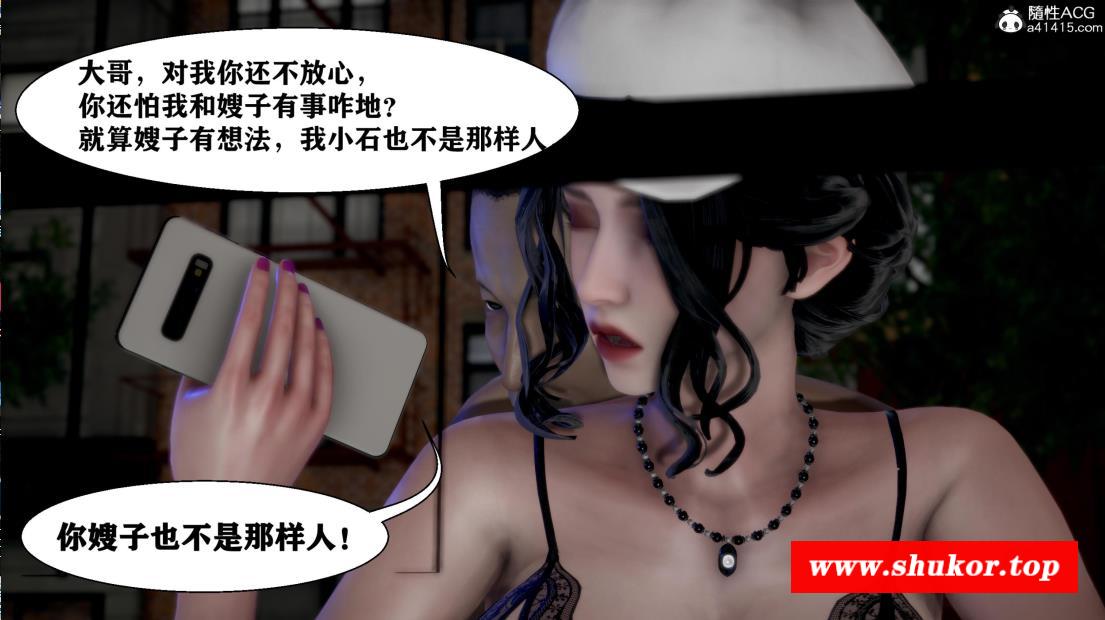 隨性ACG
a41415.com
大哥，对我你还不放心，
你还怕我和嫂子有事咋地？
就算嫂子有想法，我小石也不是那样人
你嫂子也不是那样人！
www.shukor.top